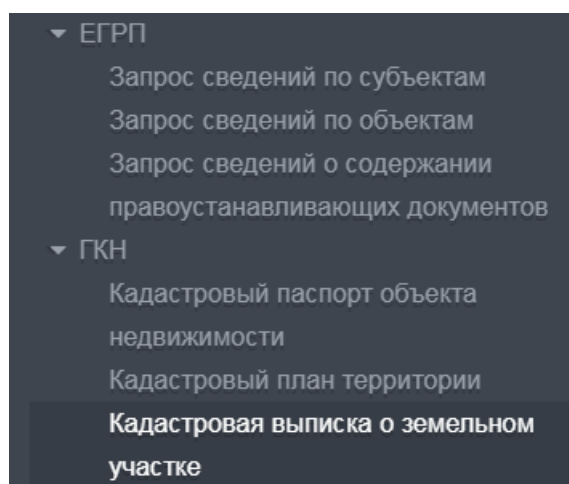 ЕГРП
Запрос сведений по субъектам
Запрос сведений по объектам
Запрос сведений о содержании
правоустанавливающих документов
ГКН
Кадастровый паспорт объекта
недвижимости
Кадастровый план территории
Кадастровая выписка о земельном
участке